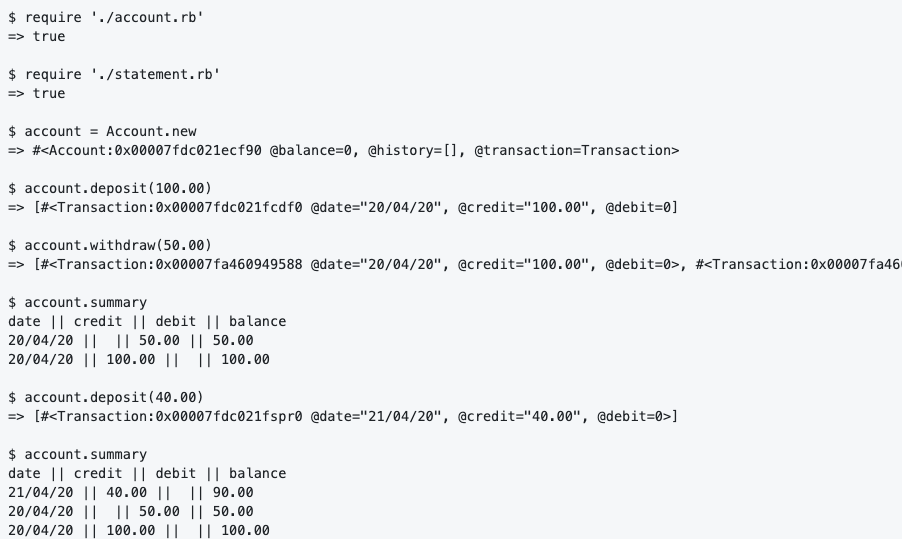 $ require './account.rb'
=> true
$ require './statement.rb'
=> true
$ account = Account.new
=> #<Account:0x00007fdc021ecf90 @balance=0, @history=[], @transaction=Transaction>
$ account.deposit(100.00)
=> [#<Transaction:0x00007fdc021fcdf0 @date="20/04/20", @credit="100.00", @debit=0]
$ account.withdraw(50.00)
=> [#<Transaction:0x00007fa460949588 @date="20/04/20", @credit="100.00", @debit=0>, #<Transaction:0x00007fa460
$ account.summary
date || credit || debit || balance
20/04/20 ||  || 50.00 || 50.00
20/04/20 || 100.00 ||  || 100.00
$ account.deposit(40.00)
=> [#<Transaction:0x00007fdc021fspr0 @date="21/04/20", @credit="40.00", @debit=0>]
$ account.summary
date || credit || debit || balance
21/04/20 || 40.00 ||  || 90.00
20/04/20 ||  || 50.00 || 50.00
20/04/20 || 100.00 ||  || 100.00